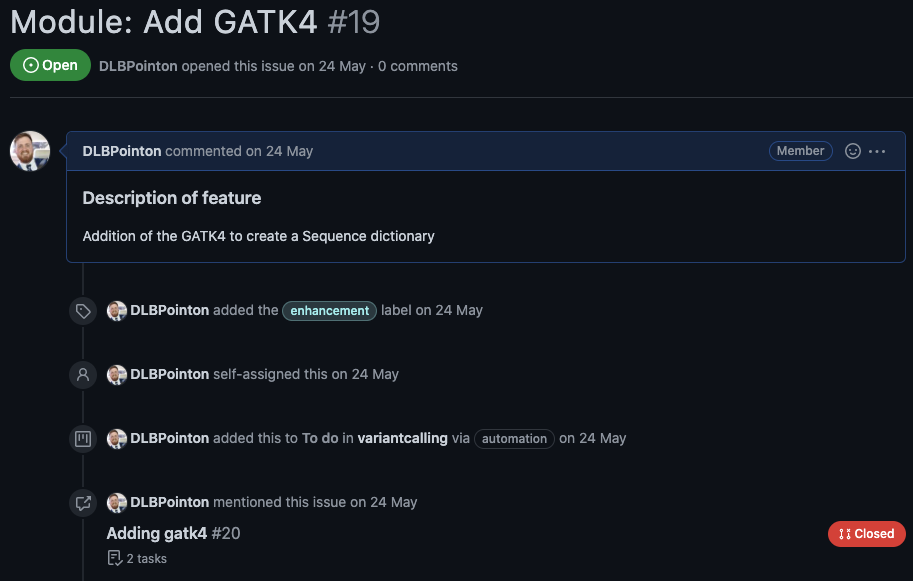 Module: Add GATK4 #19
Open DLBPointon opened this issue on 24 May · 0 comments
DLBPointon commented on 24 May Member
Description of feature
Addition of the GATK4 to create a Sequence dictionary
DLBPointon added the enhancement label on 24 May
DLBPointon self-assigned this on 24 May
DLBPointon added this to To do in variantcalling via automation on 24 May
DLBPointon mentioned this issue on 24 May
Adding gatk4 #20 Closed
2 tasks